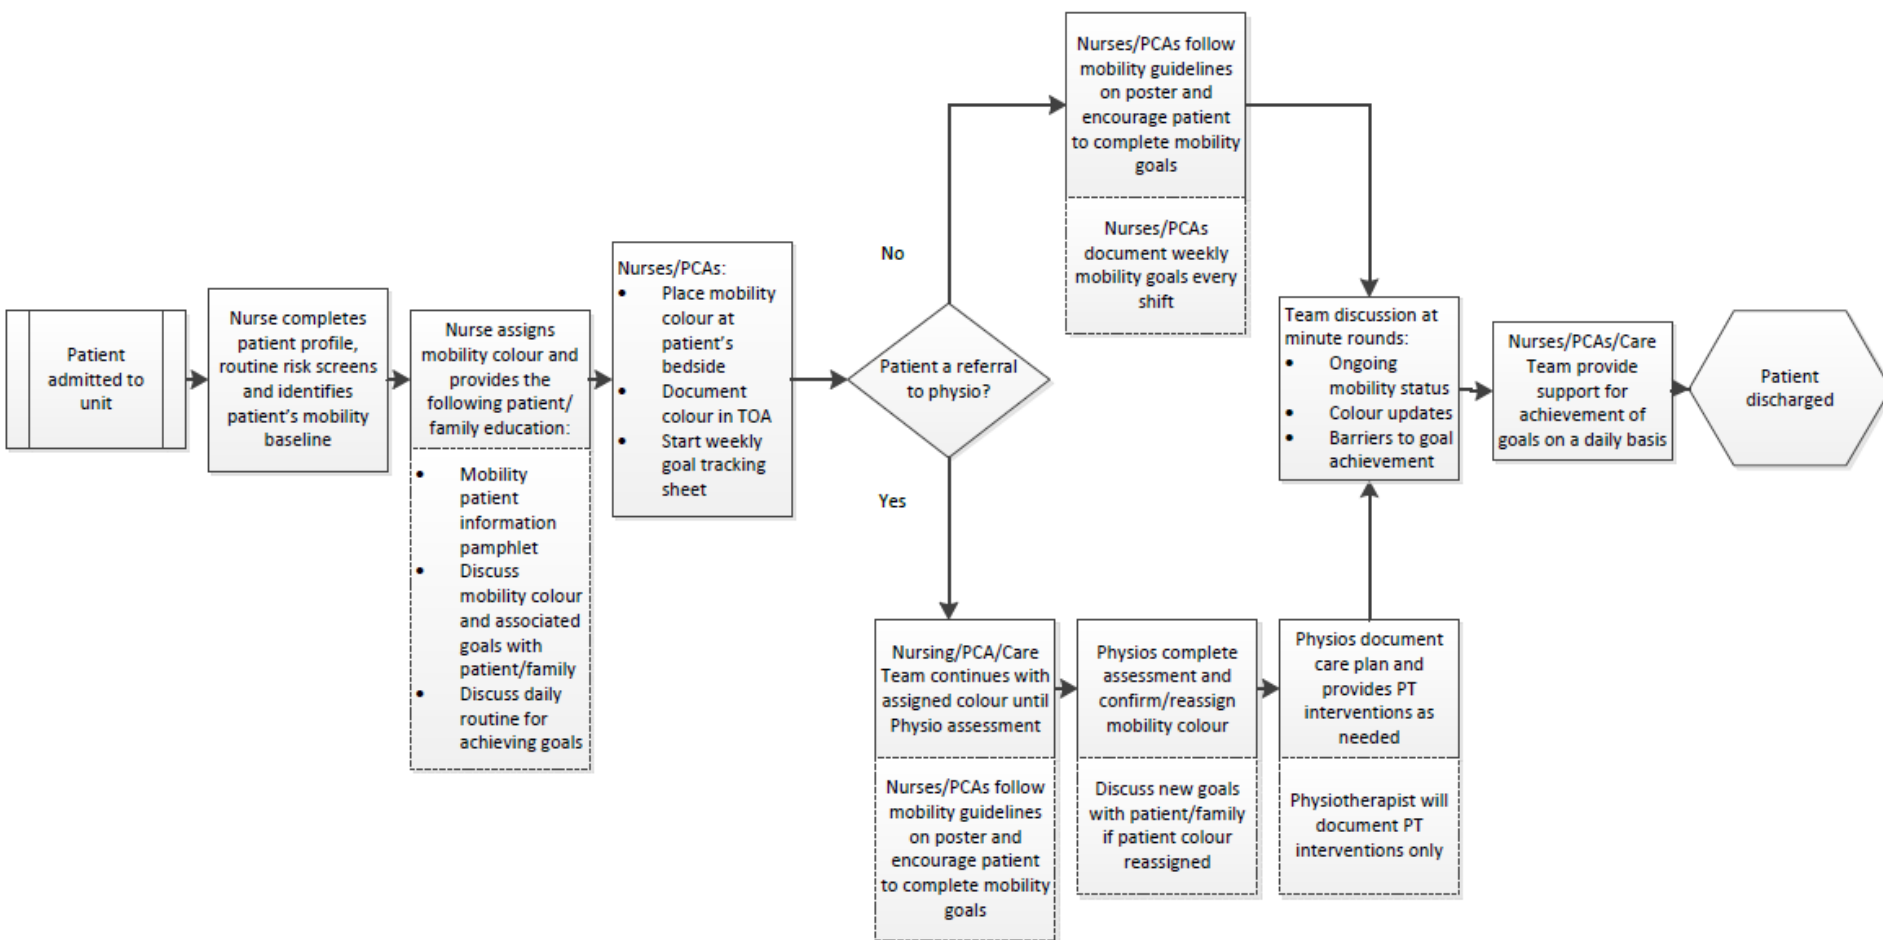 Patient
admitted to
unit
Nurse completes
patient profile,
routine risk screens
and identifies
patient's mobility
baseline
Nurse assigns
mobility colour and
provides the
following patient/
family education:
• Mobility
patient
information
pamphlet
• Discuss
mobility colour
and associated
goals with
patient/family
• Discuss daily
routine for
achieving goals
Nurses/PCAs:
• Place mobility
colour at
patient's
bedside
• Document
colour in TOA
• Start weekly
goal tracking
sheet
Patient a referral
to physio?
No
Nurses/PCAs follow
mobility guidelines
on poster and
encourage patient
to complete mobility
goals
Nurses/PCAs
document weekly
mobility goals every
shift
Yes
Nursing/PCA/Care
Team continues with
assigned colour until
Physio assessment
Nurses/PCAs follow
mobility guidelines
on poster and
encourage patient
to complete mobility
goals
Physios complete
assessment and
confirm/reassign
mobility colour
Discuss new goals
with patient/family
if patient colour
reassigned
Physios document
care plan and
provides PT
interventions as
needed
Physiotherapist will
document PT
interventions only
Team discussion at
minute rounds:
• Ongoing
mobility status
• Colour updates
• Barriers to goal
achievement
Nurses/PCAs/Care
Team provide
support for
achievement of
goals on a daily basis
Patient
discharged